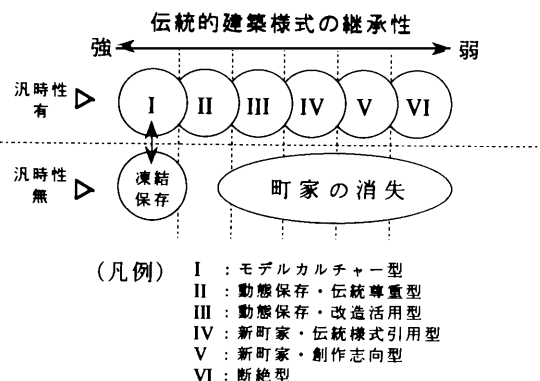 伝統的建築様式の継承性
強 弱
汎時性
有
I II III IV V VI
汎時性
無
凍結
保存
町家の消失
(凡例)
I :モデルカルチャー型
II :動態保存・伝統尊重型
III :動態保存・改造活用型
IV :新町家・伝統様式引用型
V :新町家・創作志向型
VI :断絶型